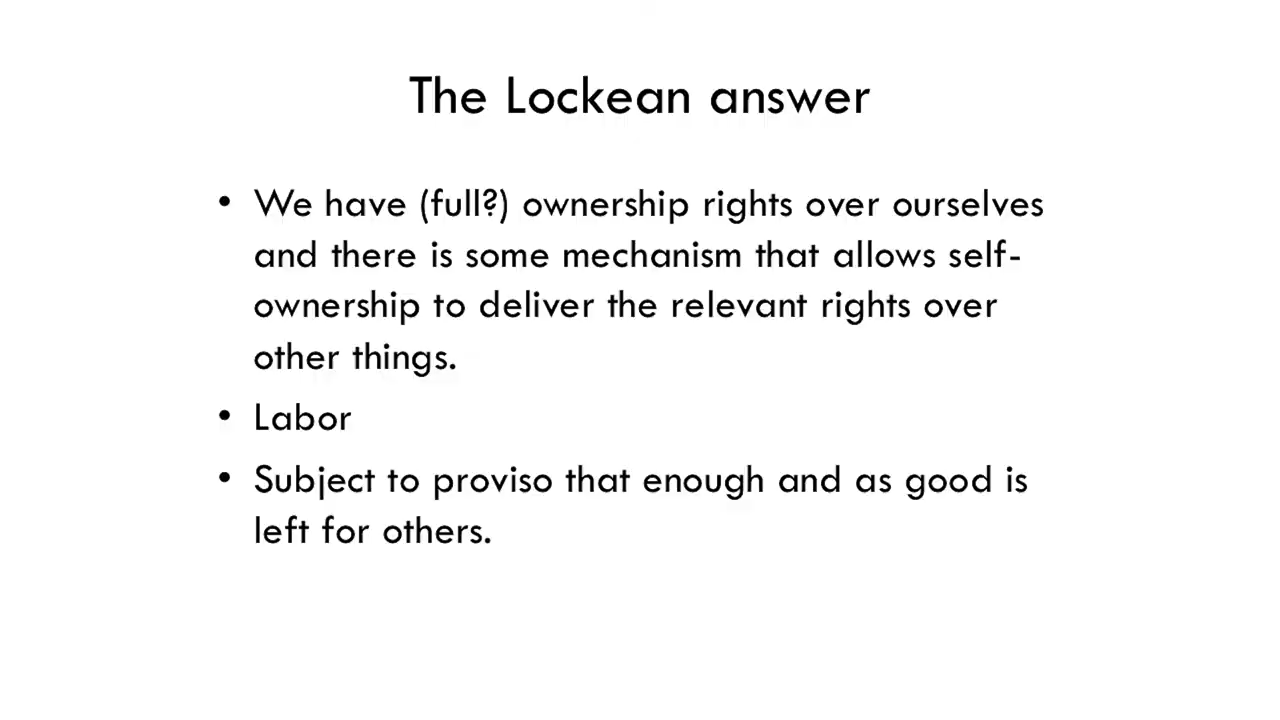 The Lockean answer
• We have (full?) ownership rights over ourselves
and there is some mechanism that allows self-
ownership to deliver the relevant rights over
other things.
• Labor
• Subject to proviso that enough and as good is
left for others.